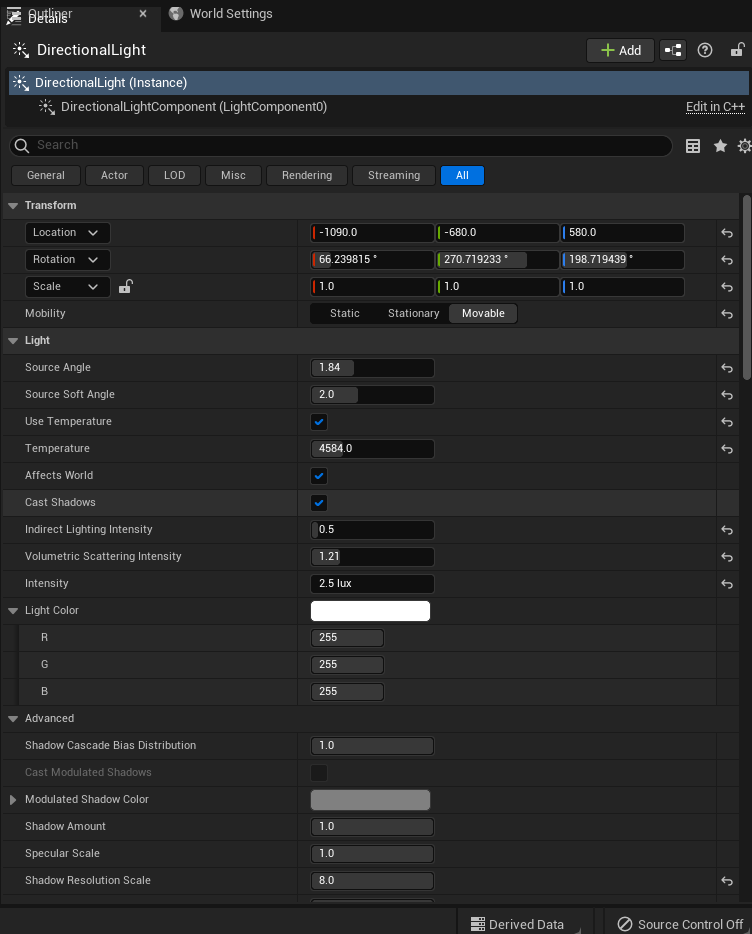 Outliner
Details
World Settings
DirectionalLight
Add
DirectionalLight (Instance)
DirectionalLightComponent (LightComponent0)
Edit in C++
Search
General Actor LOD Misc Rendering Streaming All
Transform
Location -1090.0 -680.0 580.0
Rotation 66.239815 ° 270.719233 ° 198.719439 °
Scale 1.0 1.0 1.0
Mobility Static Stationary Movable
Light
Source Angle 1.84
Source Soft Angle 2.0
Use Temperature
Temperature 4584.0
Affects World
Cast Shadows
Indirect Lighting Intensity 0.5
Volumetric Scattering Intensity 1.21
Intensity 2.5 lux
Light Color
R 255
G 255
B 255
Advanced
Shadow Cascade Bias Distribution 1.0
Cast Modulated Shadows
Modulated Shadow Color
Shadow Amount 1.0
Specular Scale 1.0
Shadow Resolution Scale 8.0
Derived Data Source Control Off